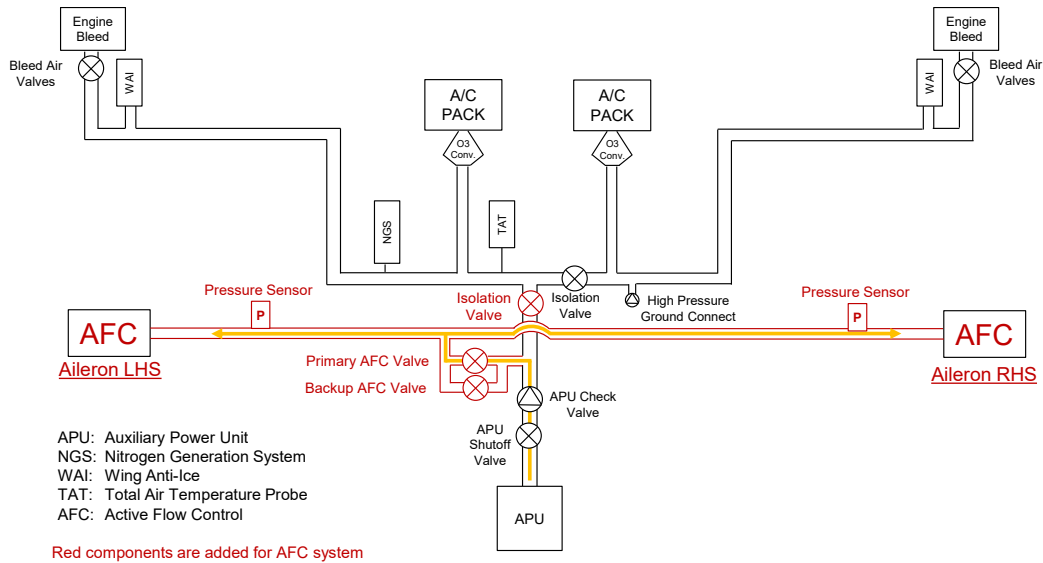 Engine
Bleed
Engine
Bleed
Bleed Air
Valves
WAI
A/C
PACK
A/C
PACK
WAI
Bleed Air
Valves
O3
Conv.
O3
Conv.
NGS
TAT
Pressure Sensor
P
Isolation
Valve
Isolation
Valve
High Pressure
Ground Connect
Pressure Sensor
P
AFC
Aileron LHS
AFC
Aileron RHS
Primary AFC Valve
Backup AFC Valve
APU Check
Valve
APU
Shutoff
Valve
APU
APU: Auxiliary Power Unit
NGS: Nitrogen Generation System
WAI: Wing Anti-Ice
TAT: Total Air Temperature Probe
AFC: Active Flow Control
Red components are added for AFC system